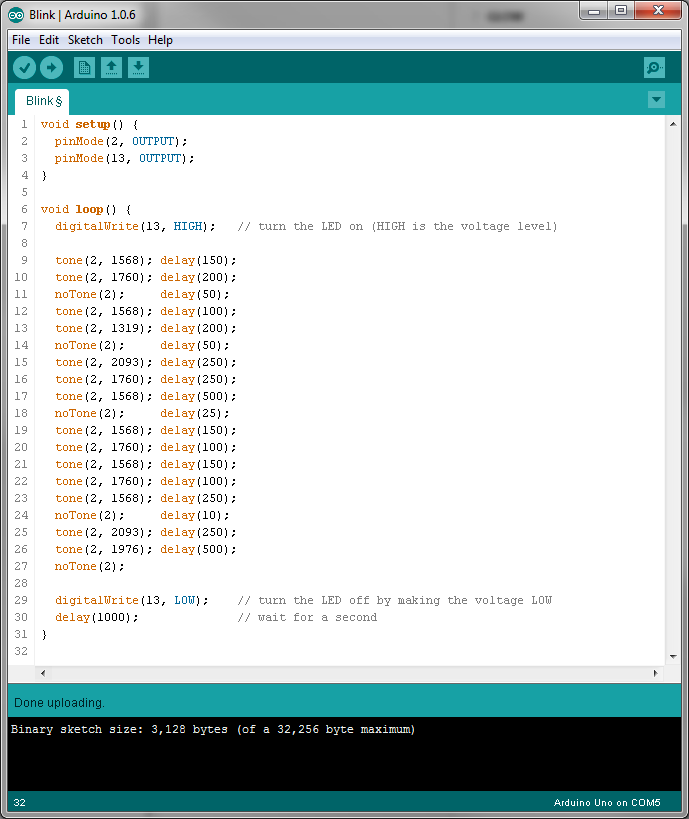 Blink | Arduino 1.0.6
File Edit Sketch Tools Help
Blink §
1 void setup() {
2   pinMode(2, OUTPUT);
3   pinMode(13, OUTPUT);
4 }
5
6 void loop() {
7   digitalWrite(13, HIGH);   // turn the LED on (HIGH is the voltage level)
8
9   tone(2, 1568); delay(150);
10   tone(2, 1760); delay(200);
11   noTone(2);     delay(50);
12   tone(2, 1568); delay(100);
13   tone(2, 1319); delay(200);
14   noTone(2);     delay(50);
15   tone(2, 2093); delay(250);
16   tone(2, 1760); delay(250);
17   tone(2, 1568); delay(500);
18   noTone(2);     delay(25);
19   tone(2, 1568); delay(150);
20   tone(2, 1760); delay(100);
21   tone(2, 1568); delay(150);
22   tone(2, 1760); delay(100);
23   tone(2, 1568); delay(250);
24   noTone(2);     delay(10);
25   tone(2, 2093); delay(250);
26   tone(2, 1976); delay(500);
27   noTone(2);
28
29   digitalWrite(13, LOW);    // turn the LED off by making the voltage LOW
30   delay(1000);              // wait for a second
31 }
32
Done uploading.
Binary sketch size: 3,128 bytes (of a 32,256 byte maximum)
32 Arduino Uno on COM5